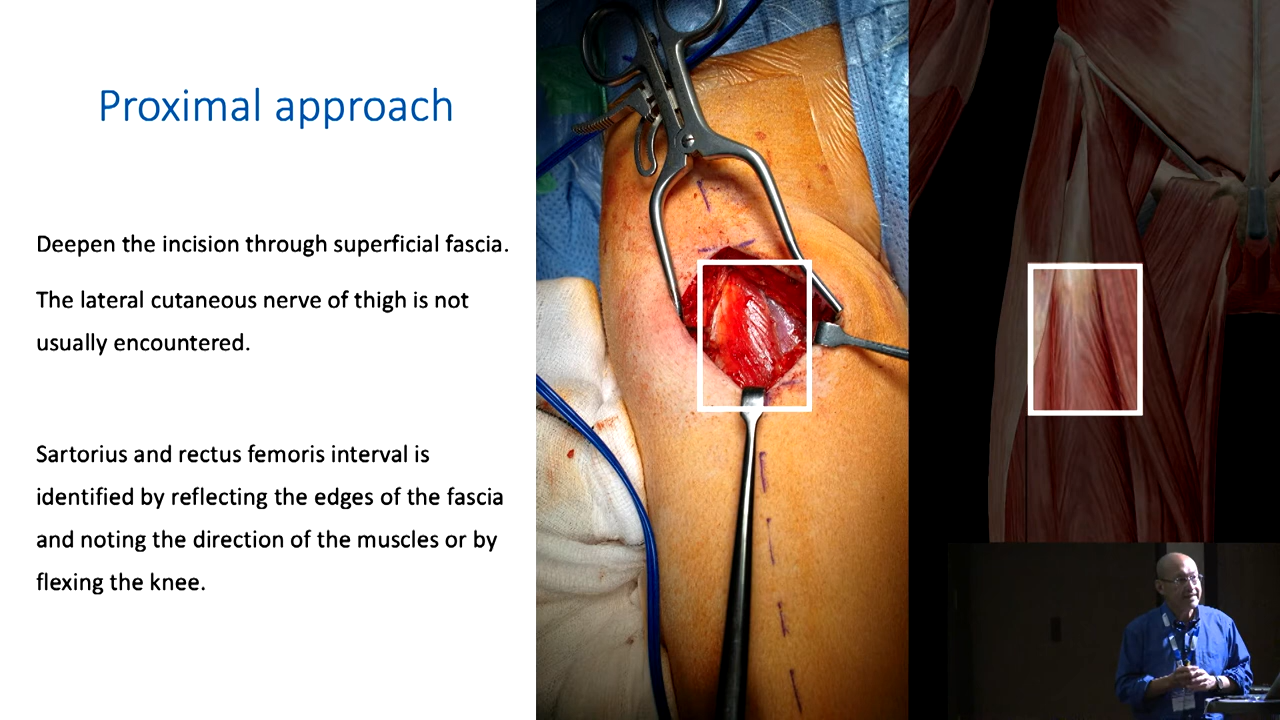 Proximal approach
Deepen the incision through superficial fascia.
The lateral cutaneous nerve of thigh is not
usually encountered.
Sartorius and rectus femoris interval is
identified by reflecting the edges of the fascia
and noting the direction of the muscles or by
flexing the knee.